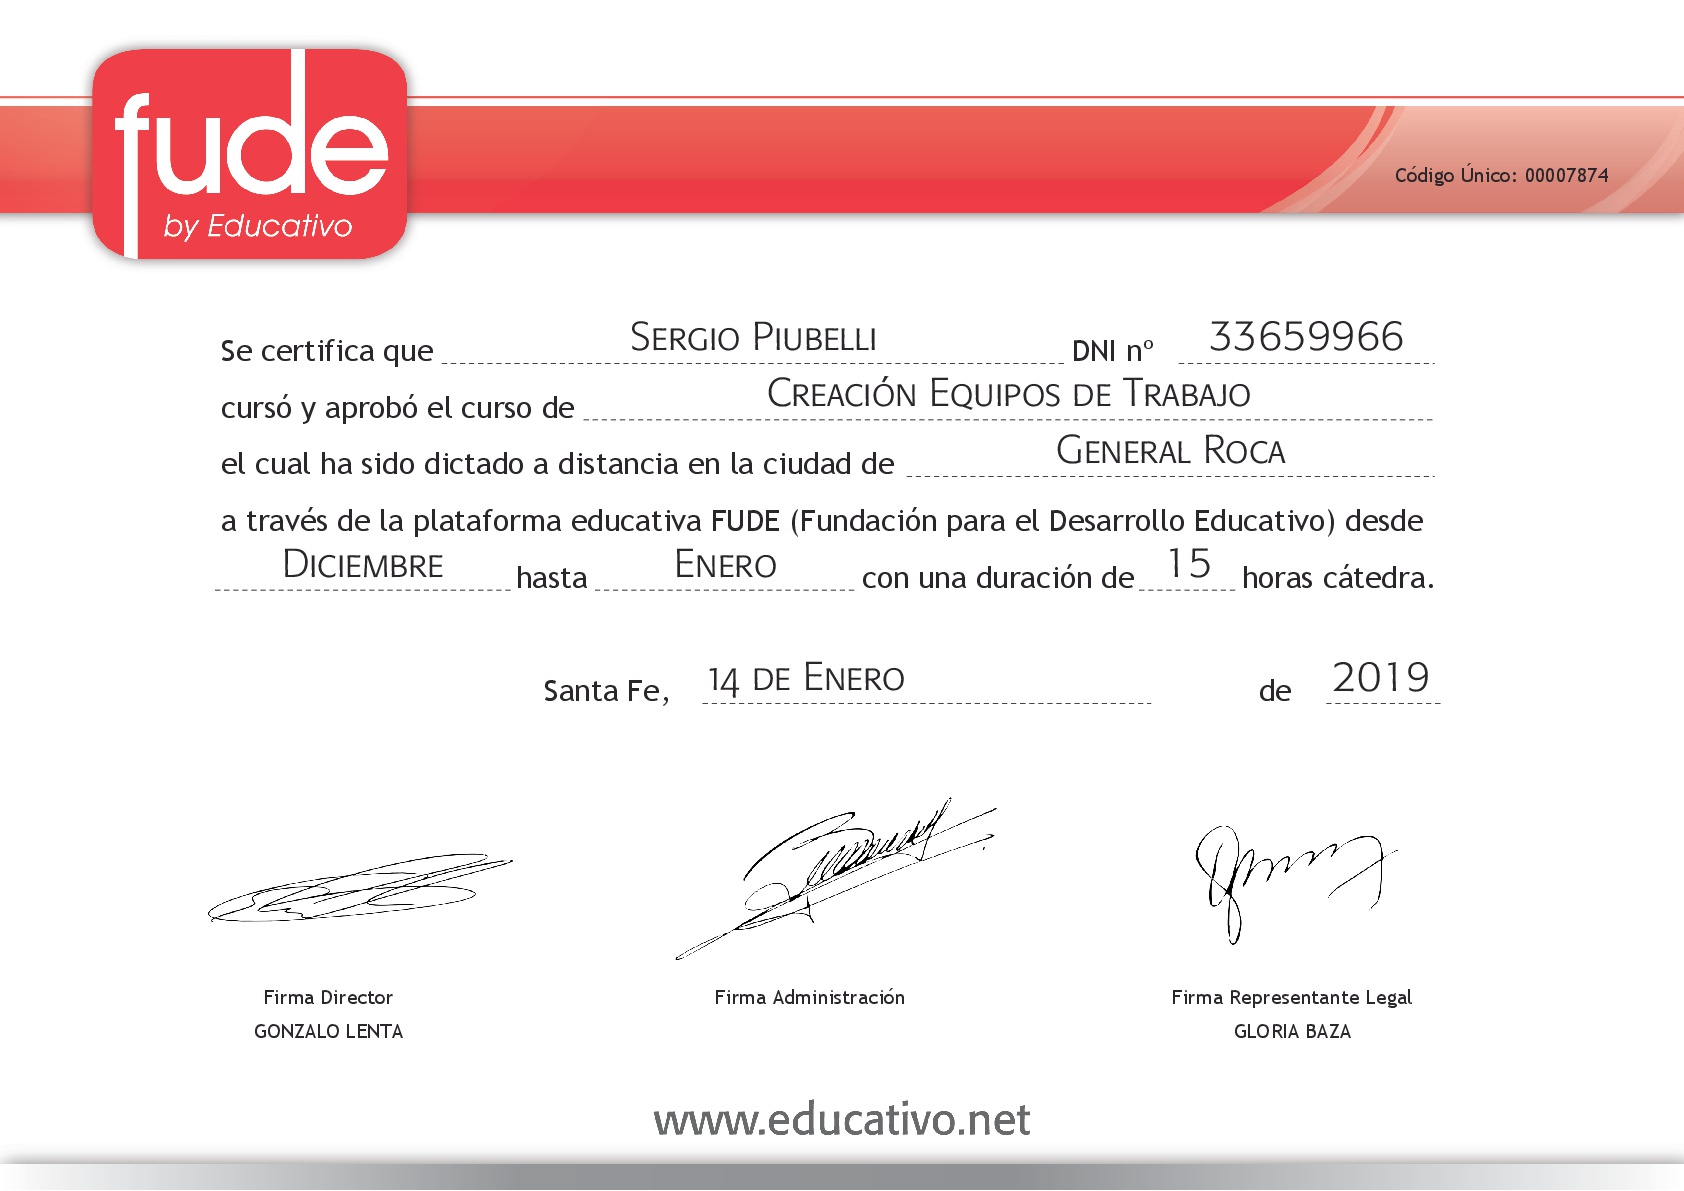 fude
by Educativo
Código Único: 00007874
Se certifica que SERGIO PIUBELLI DNI nº 33659966
cursó y aprobó el curso de CREACIÓN EQUIPOS DE TRABAJO
el cual ha sido dictado a distancia en la ciudad de GENERAL ROCA
a través de la plataforma educativa FUDE (Fundación para el Desarrollo Educativo) desde
DICIEMBRE hasta ENERO con una duración de 15 horas cátedra.
Santa Fe, 14 DE ENERO de 2019
Firma Director Firma Administración Firma Representante Legal
GONZALO LENTA GLORIA BAZA
www.educativo.net